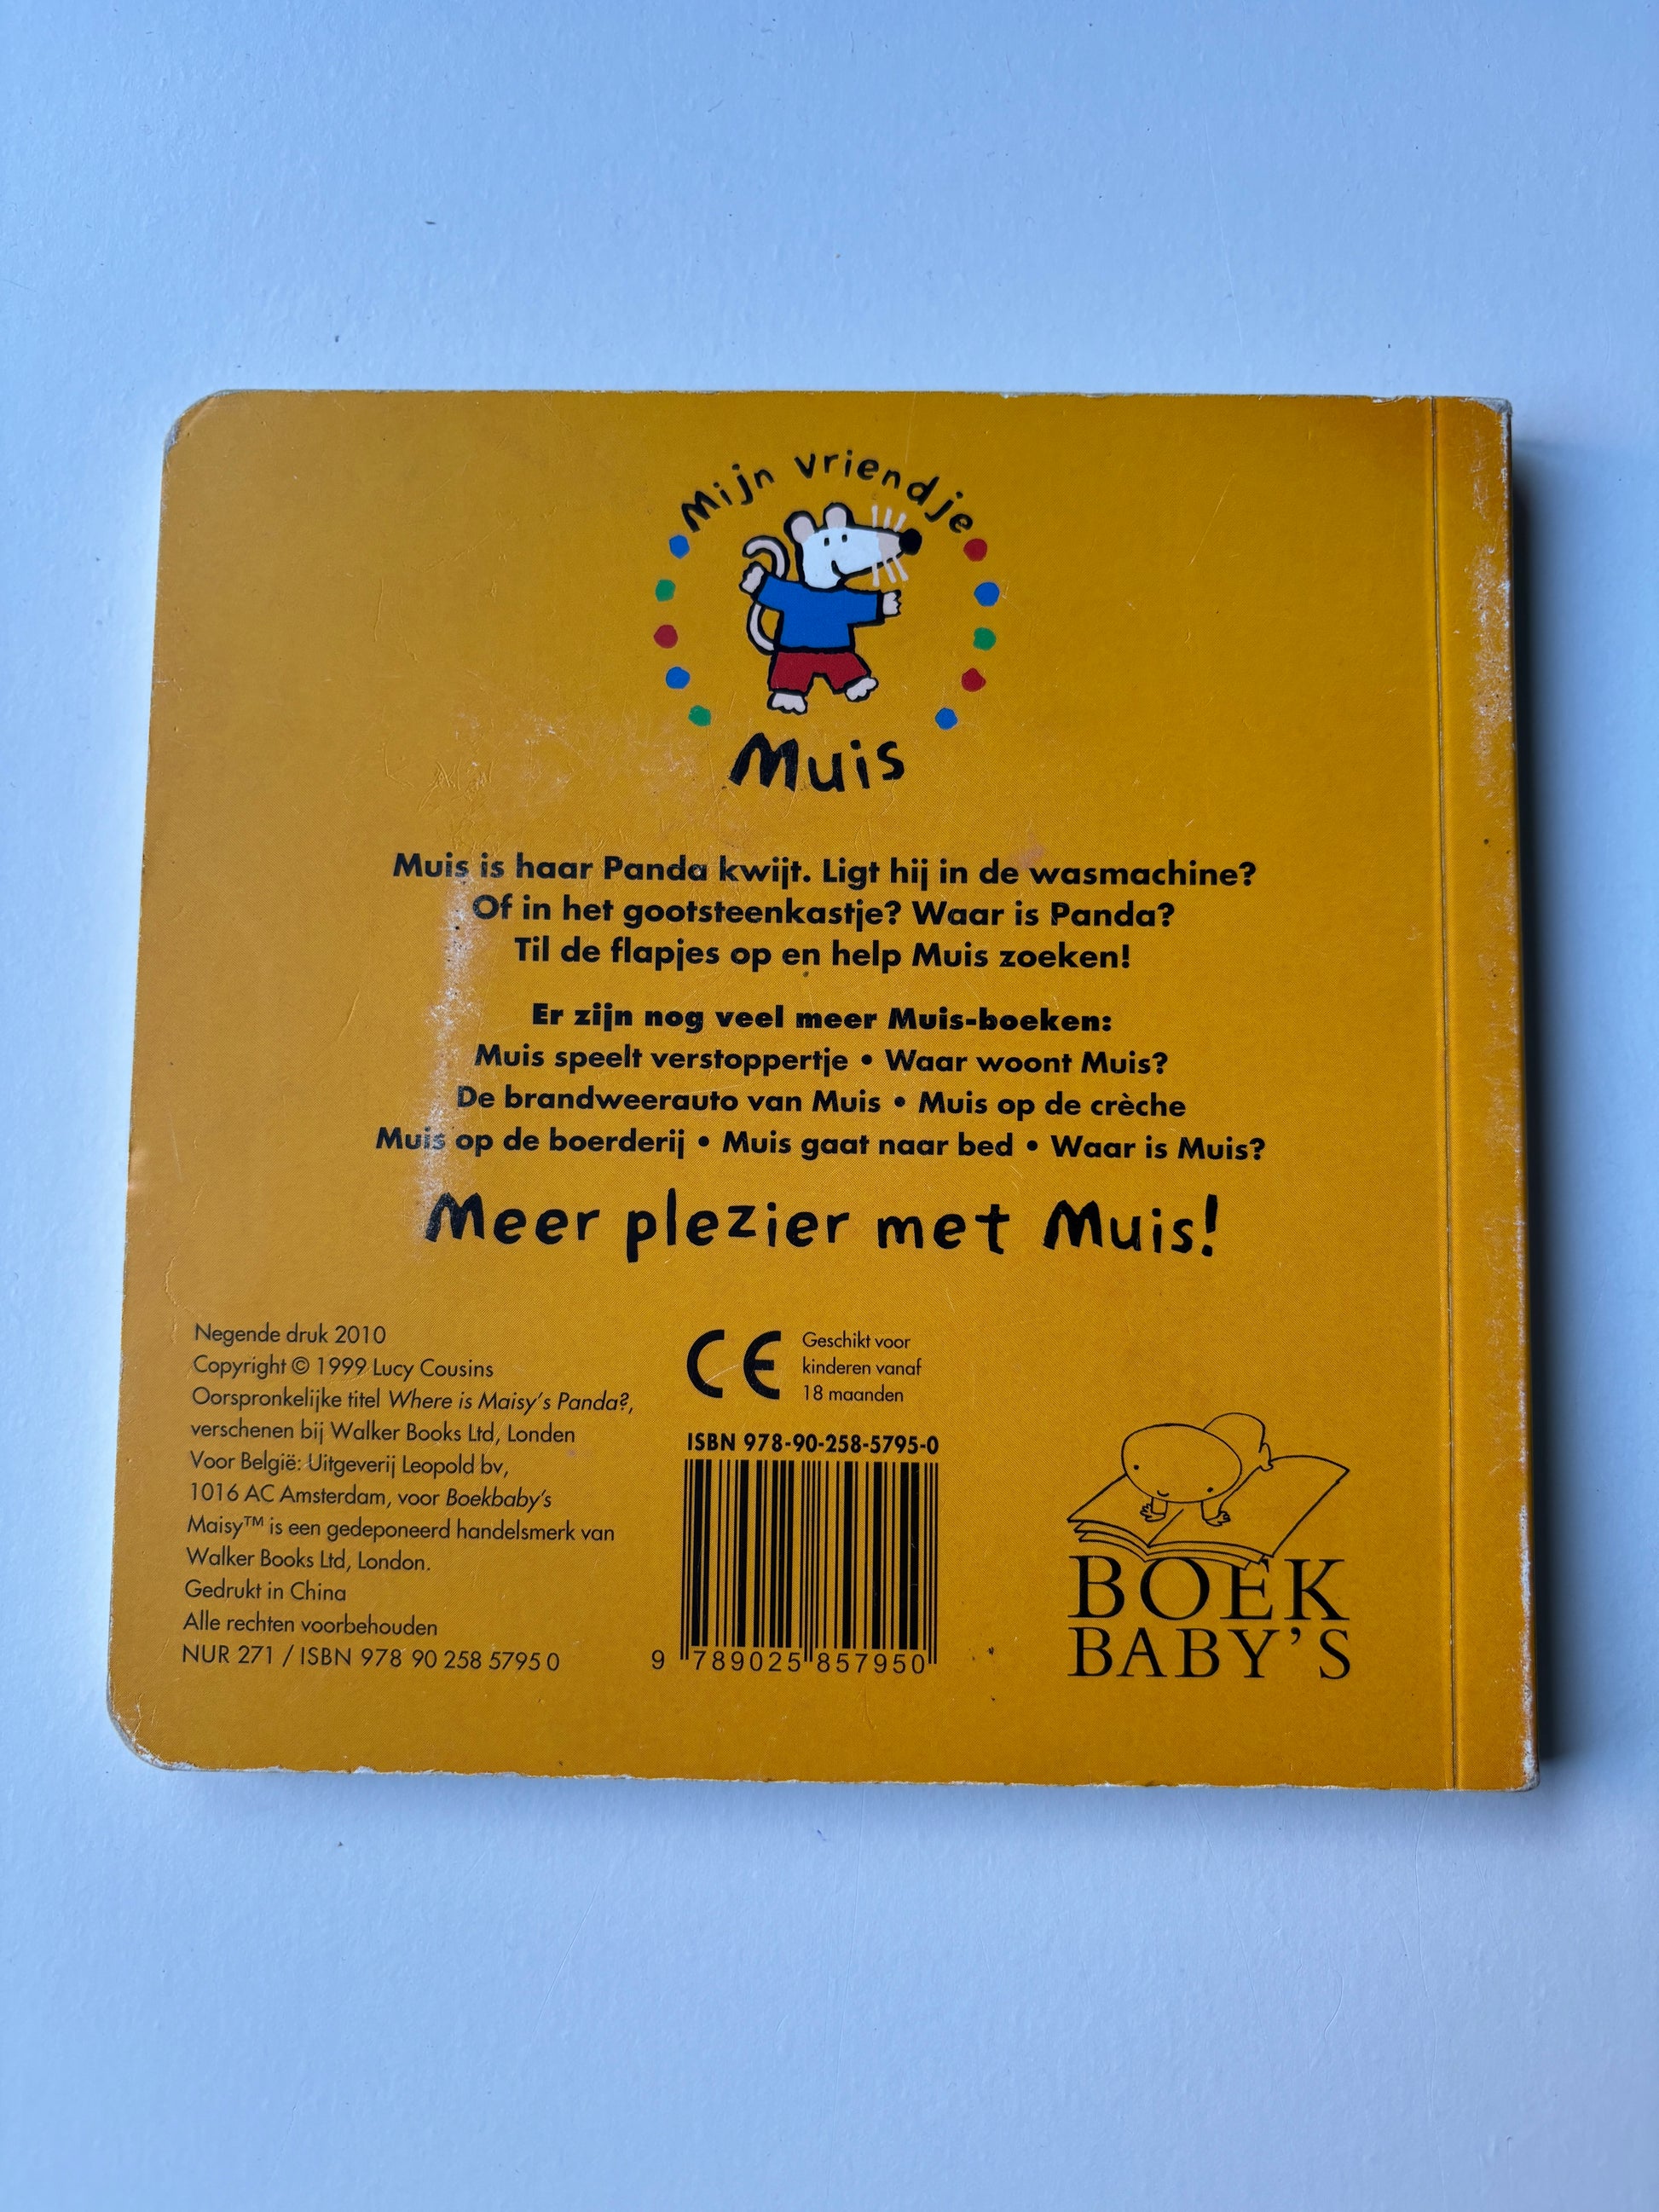 Mijn vriendje
Muis
Muis is haar Panda kwijt. Ligt hij in de wasmachine?
Of in het gootsteenkastje? Waar is Panda?
Til de flapjes op en help Muis zoeken!
Er zijn nog veel meer Muis-boeken:
Muis speelt verstoppertje • Waar woont Muis?
De brandweerauto van Muis • Muis op de crèche
Muis op de boerderij • Muis gaat naar bed • Waar is Muis?
Meer plezier met Muis!
Negende druk 2010
Copyright © 1999 Lucy Cousins
Oorspronkelijke titel Where is Maisy's Panda?,
verschenen bij Walker Books Ltd, Londen
Voor België: Uitgeverij Leopold bv,
1016 AC Amsterdam, voor Boekbaby's
Maisy™ is een gedeponeerd handelsmerk van
Walker Books Ltd, London.
Gedrukt in China
Alle rechten voorbehouden
NUR 271 / ISBN 978 90 258 5795 0
CE
Geschikt voor
kinderen vanaf
18 maanden
ISBN 978-90-258-5795-0
9 789025 857950
BOEK
BABY'S